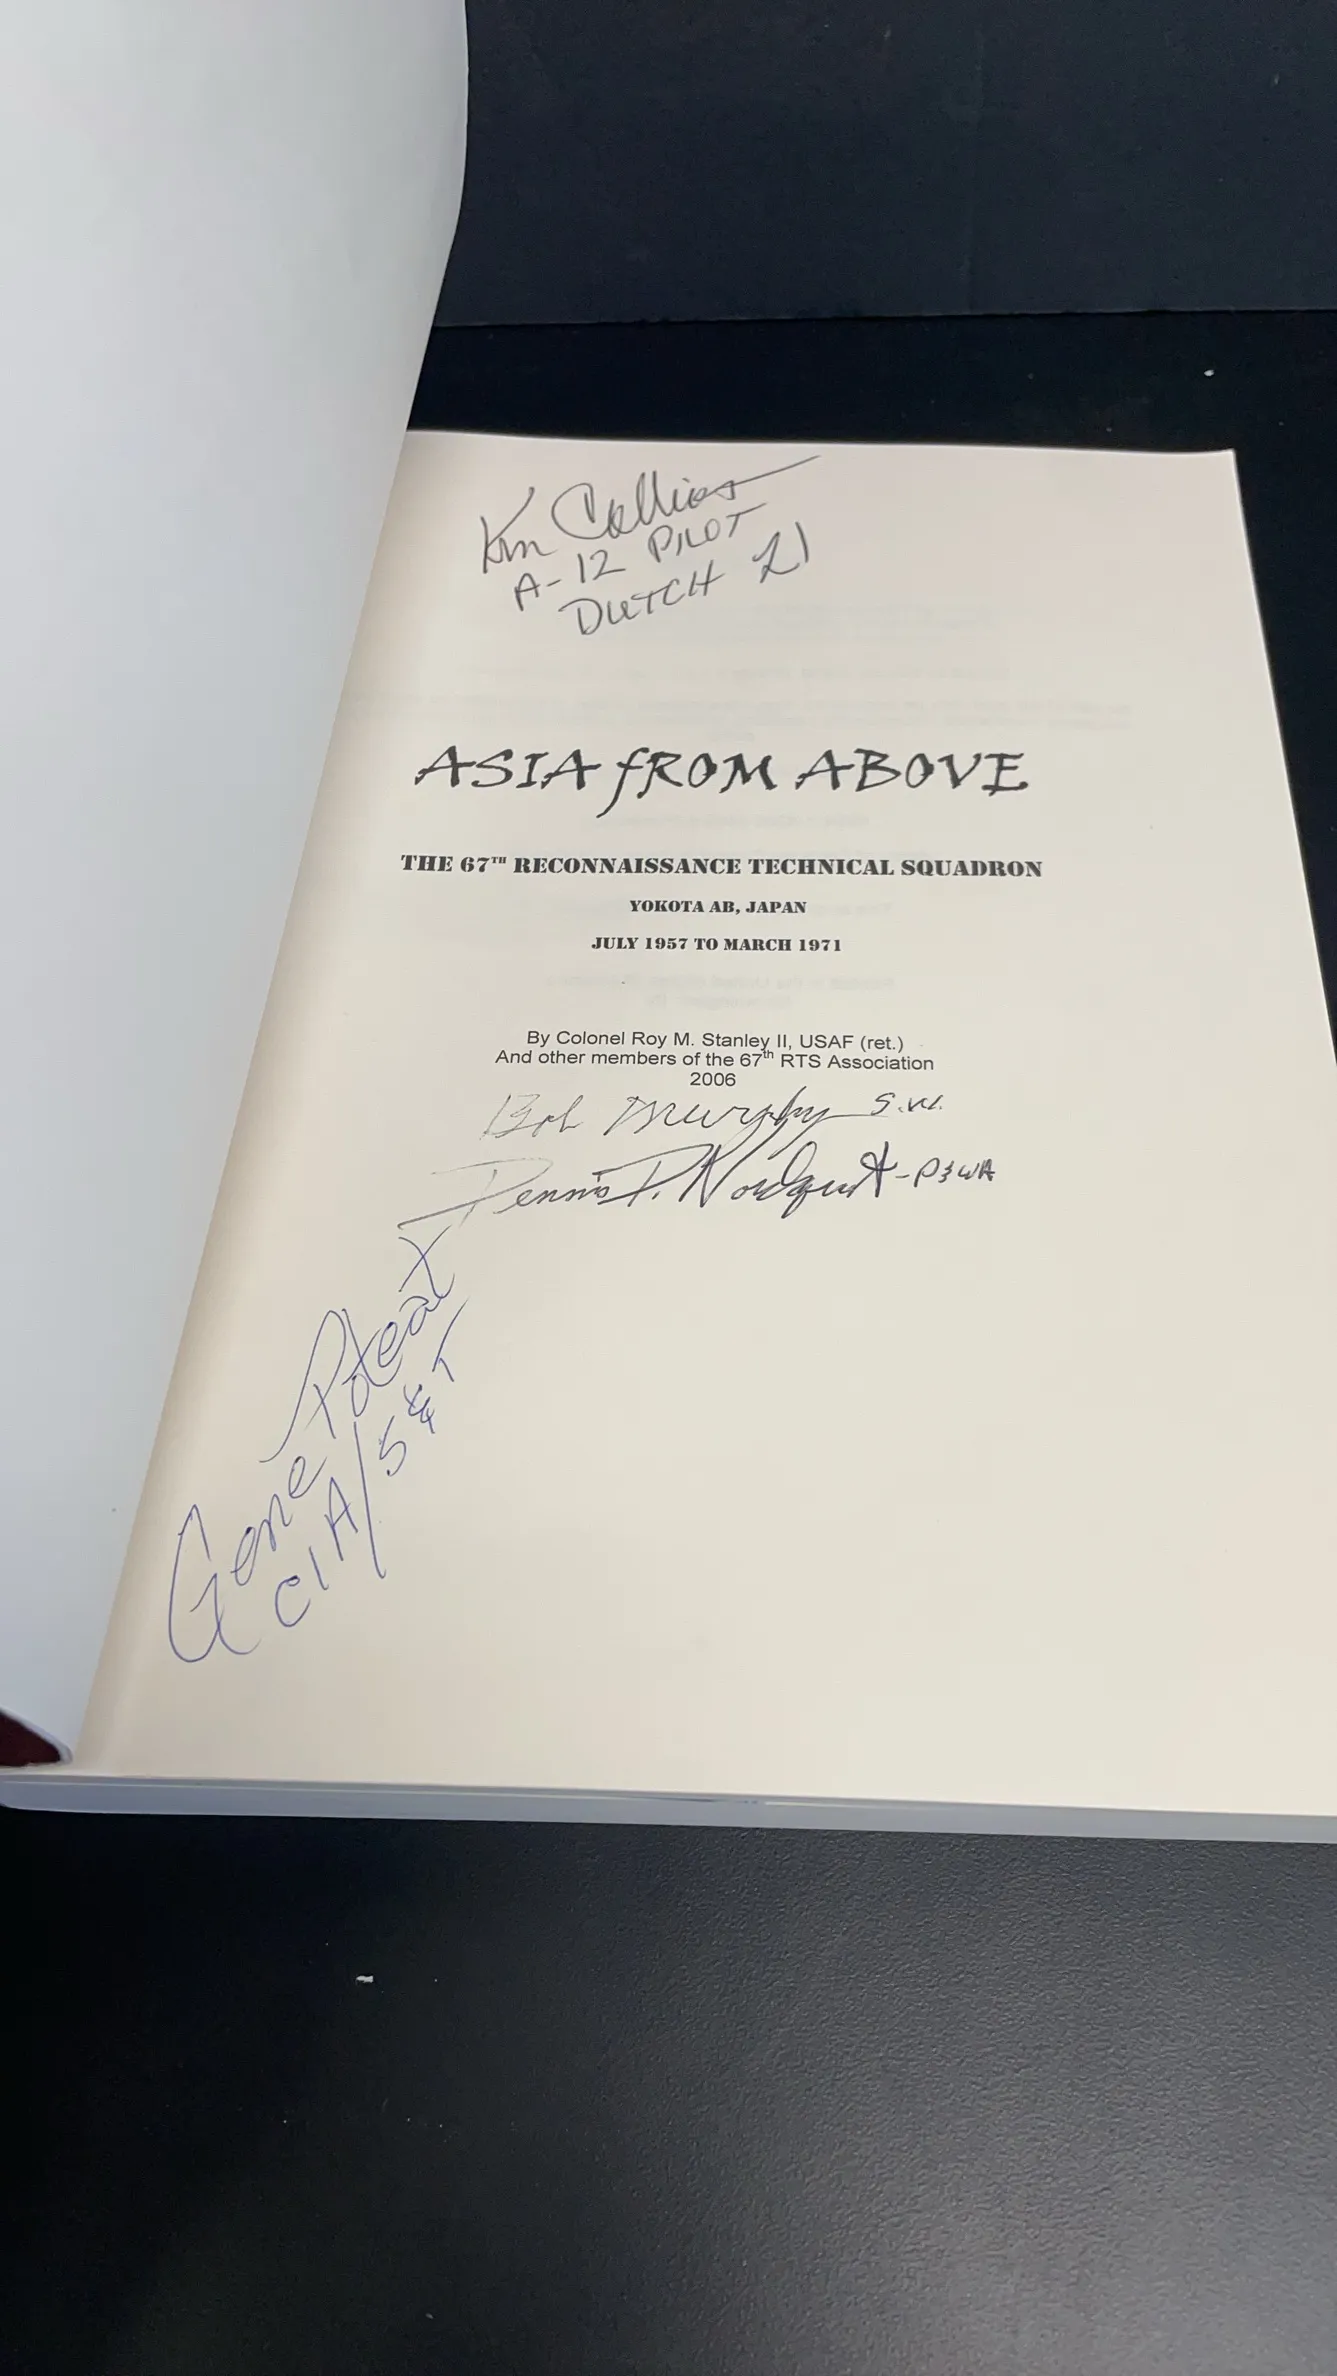 Ken Collins
A-12 PILOT
DUTCH 21
ASIA fROM ABOVE
THE 67TH RECONNAISSANCE TECHNICAL SQUADRON
YOKOTA AB, JAPAN
JULY 1957 TO MARCH 1971
By Colonel Roy M. Stanley II, USAF (ret.)
And other members of the 67th RTS Association
2006
Bob Murphy S.W.
Dennis P. Nordquist - P&WA
Gene Poteat
CIA/S&T